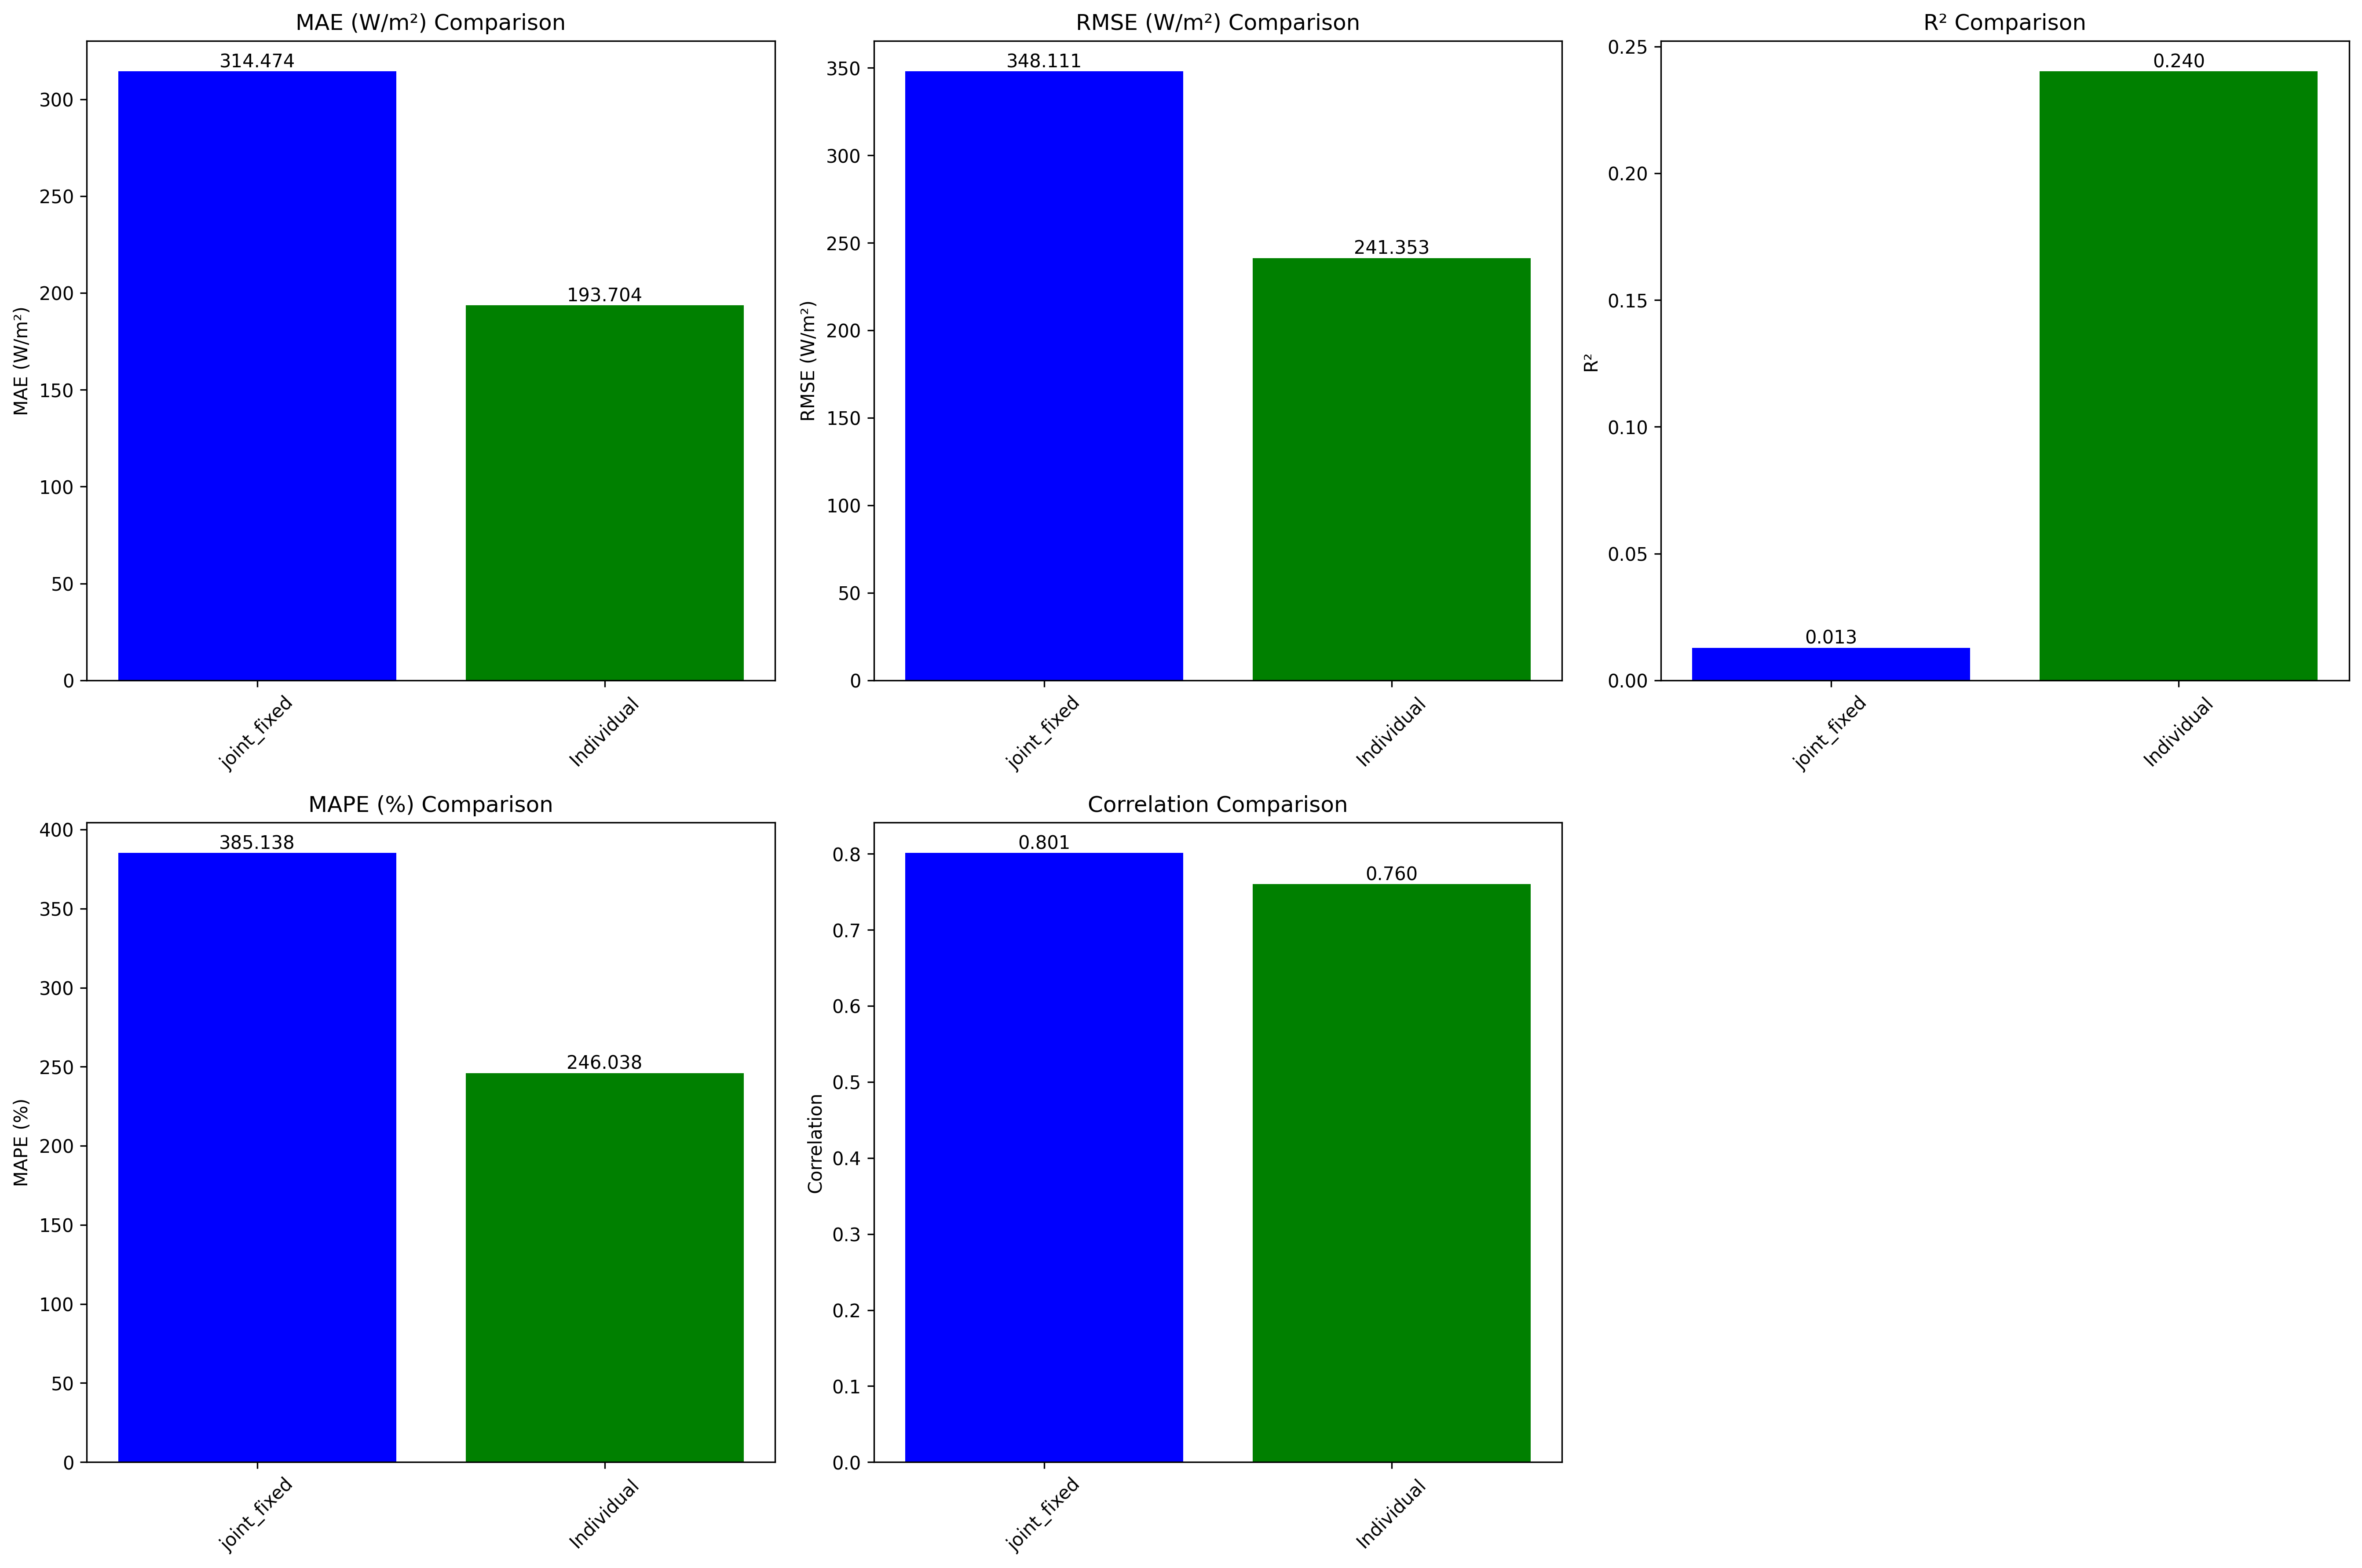 MAE (W/m²) Comparison
MAE (W/m²)
300
250
200
150
100
50
0
314.474
193.704
joint_fixed
Individual
RMSE (W/m²) Comparison
RMSE (W/m²)
350
300
250
200
150
100
50
0
348.111
241.353
joint_fixed
Individual
R² Comparison
R²
0.25
0.20
0.15
0.10
0.05
0.00
0.013
0.240
joint_fixed
Individual
MAPE (%) Comparison
MAPE (%)
400
350
300
250
200
150
100
50
0
385.138
246.038
joint_fixed
Individual
Correlation Comparison
Correlation
0.8
0.7
0.6
0.5
0.4
0.3
0.2
0.1
0.0
0.801
0.760
joint_fixed
Individual